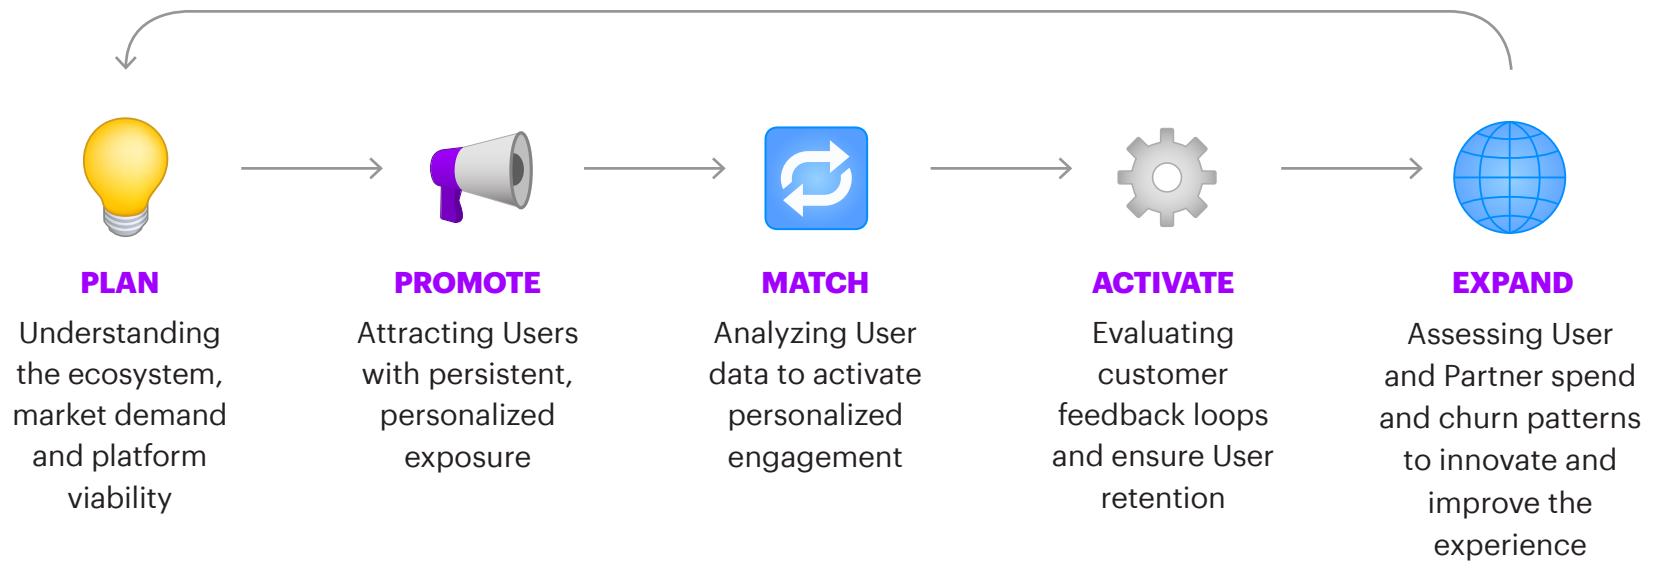 PLAN
Understanding
the ecosystem,
market demand
and platform
viability
PROMOTE
Attracting Users
with persistent,
personalized
exposure
MATCH
Analyzing User
data to activate
personalized
engagement
ACTIVATE
Evaluating
customer
feedback loops
and ensure User
retention
EXPAND
Assessing User
and Partner spend
and churn patterns
to innovate and
improve the
experience